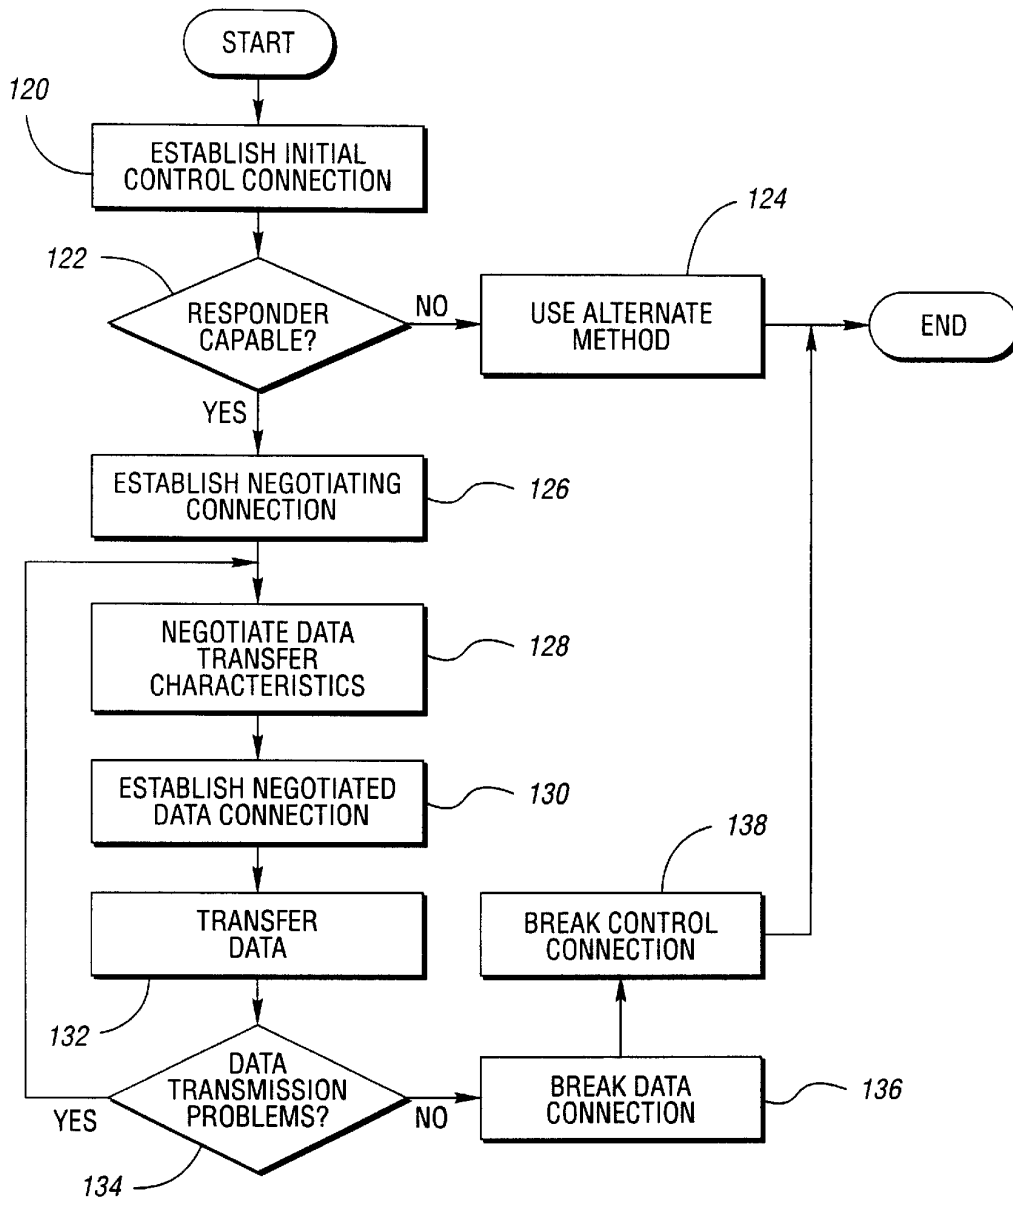 START
120
ESTABLISH INITIAL
CONTROL CONNECTION
124
122
RESPONDER
CAPABLE?
NO
USE ALTERNATE
METHOD
END
YES
ESTABLISH NEGOTIATING
CONNECTION
126
NEGOTIATE DATA
TRANSFER
CHARACTERISTICS
128
ESTABLISH NEGOTIATED
DATA CONNECTION
130
138
TRANSFER
DATA
BREAK CONTROL
CONNECTION
132
DATA
TRANSMISSION
PROBLEMS?
YES
NO
BREAK DATA
CONNECTION
136
134